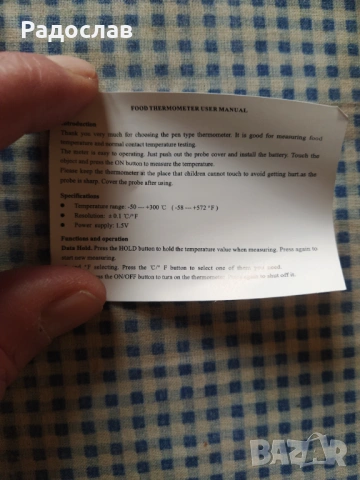 Радослав
FOOD THERMOMETER USER MANUAL
Introduction
Thank you very much for choosing the pen type thermometer. It is good for measuring food
temperature and normal contact temperature testing.
The meter is easy to operating. Just push out the probe cover and install the battery. Touch the
object and press the ON button to measure the temperature.
Please keep the thermometer at the place that children cannot touch to avoid getting hurt as the
probe is sharp. Cover the probe after using.
Specifications
● Temperature range: -50 — +300 ℃ ( -58 — +572 °F )
● Resolution: ± 0.1 ℃/°F
● Power supply: 1.5V
Functions and operation
Data Hold. Press the HOLD button to hold the temperature value when measuring. Press again to
start new measuring.
selecting. Press the ℃/° F button to select one of them you need.
the ON/OFF button to turn on the thermometer to shut off it.
BAZAR